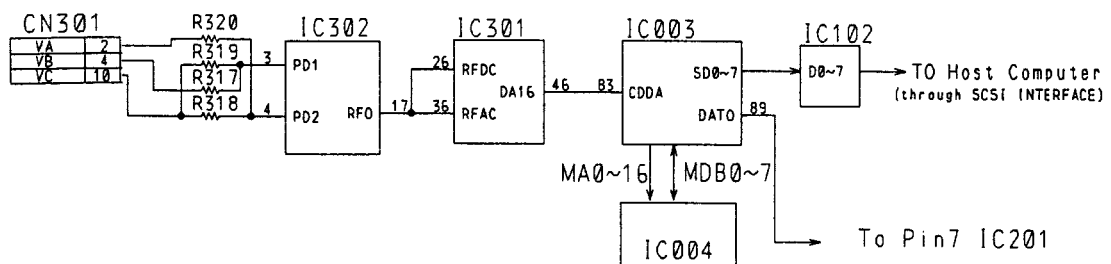 CN301
VA 2
VB 4
VC 10
R320
R319
R317
R318
IC302
3 PD1
4 PD2
RFO 17
IC301
26 RFDC
36 RFAC
DA16 46
IC003
83 CDDA
SD0~7
DATO 89
IC102
D0~7
TO Host Computer
(through SCSI INTERFACE)
MA0~16
MDB0~7
IC004
To Pin7 IC201